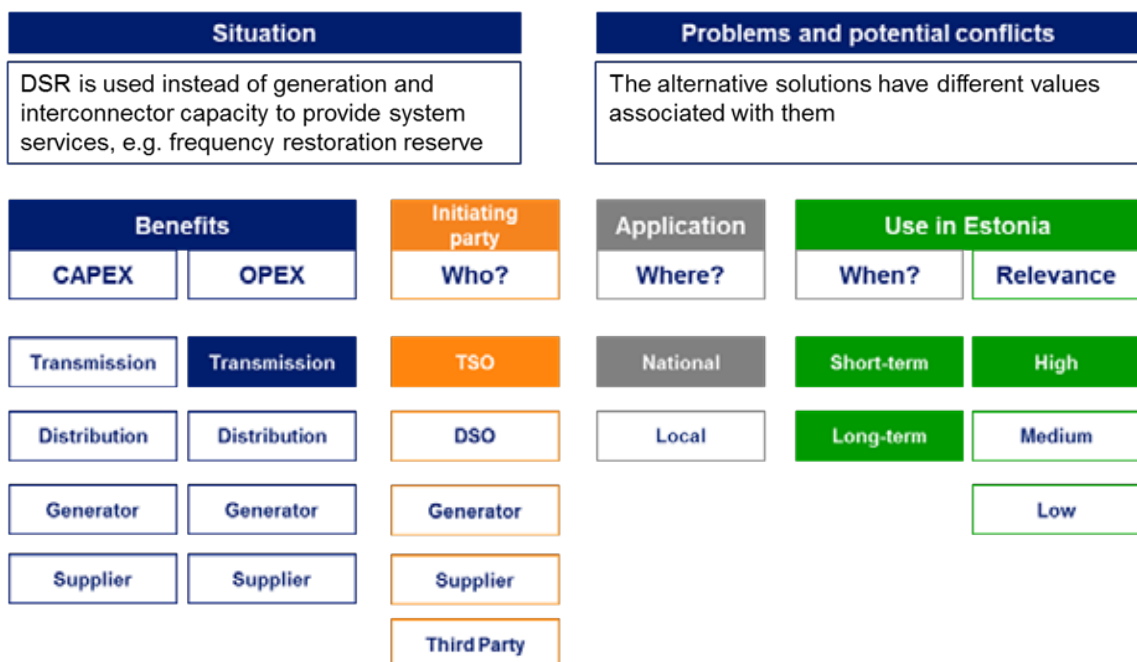 Situation
Problems and potential conflicts
DSR is used instead of generation and
interconnector capacity to provide system
services, e.g. frequency restoration reserve
The alternative solutions have different values
associated with them
Benefits
Initiating
party
Application
Use in Estonia
CAPEX
OPEX
Who?
Where?
When?
Relevance
Transmission
Transmission
TSO
National
Short-term
High
Distribution
Distribution
DSO
Local
Long-term
Medium
Generator
Generator
Generator
Low
Supplier
Supplier
Supplier
Third Party